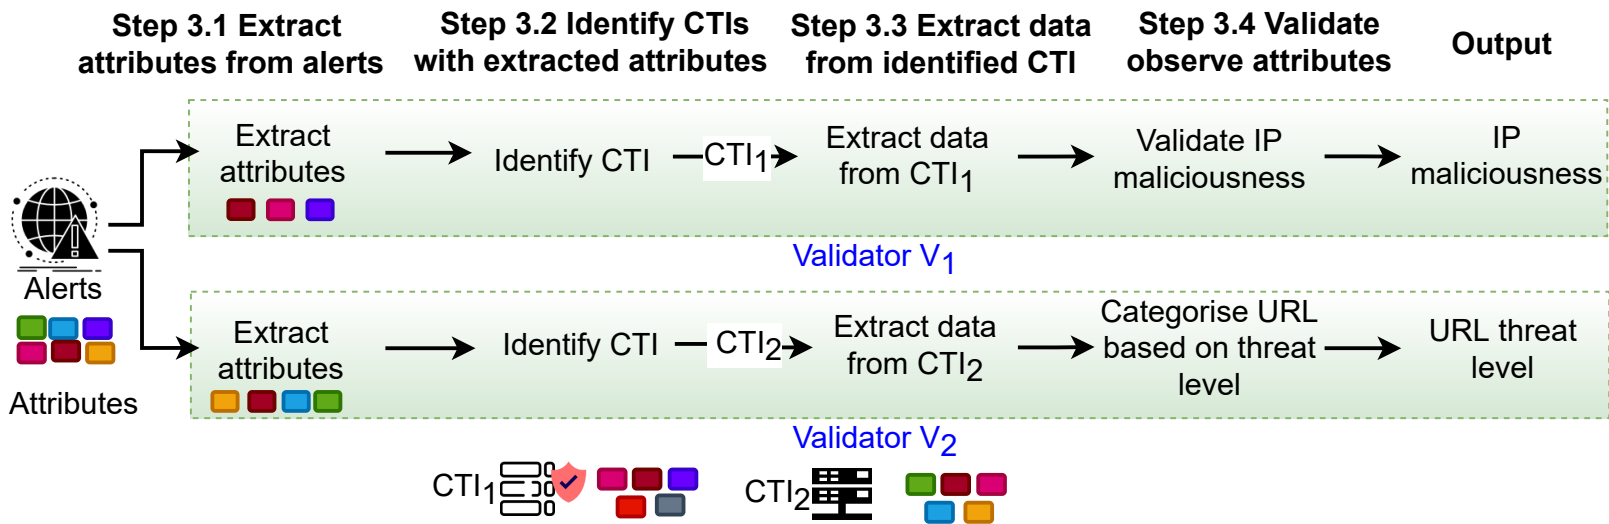 Step 3.1 Extract
attributes from alerts
Step 3.2 Identify CTIs
with extracted attributes
Step 3.3 Extract data
from identified CTI
Step 3.4 Validate
observe attributes
Output
Extract
attributes
Identify CTI
CTI1
Extract data
from CTI1
Validate IP
maliciousness
IP
maliciousness
Validator V1
Alerts
Attributes
Extract
attributes
Identify CTI
CTI2
Extract data
from CTI2
Categorise URL
based on threat
level
URL threat
level
Validator V2
CTI1
CTI2